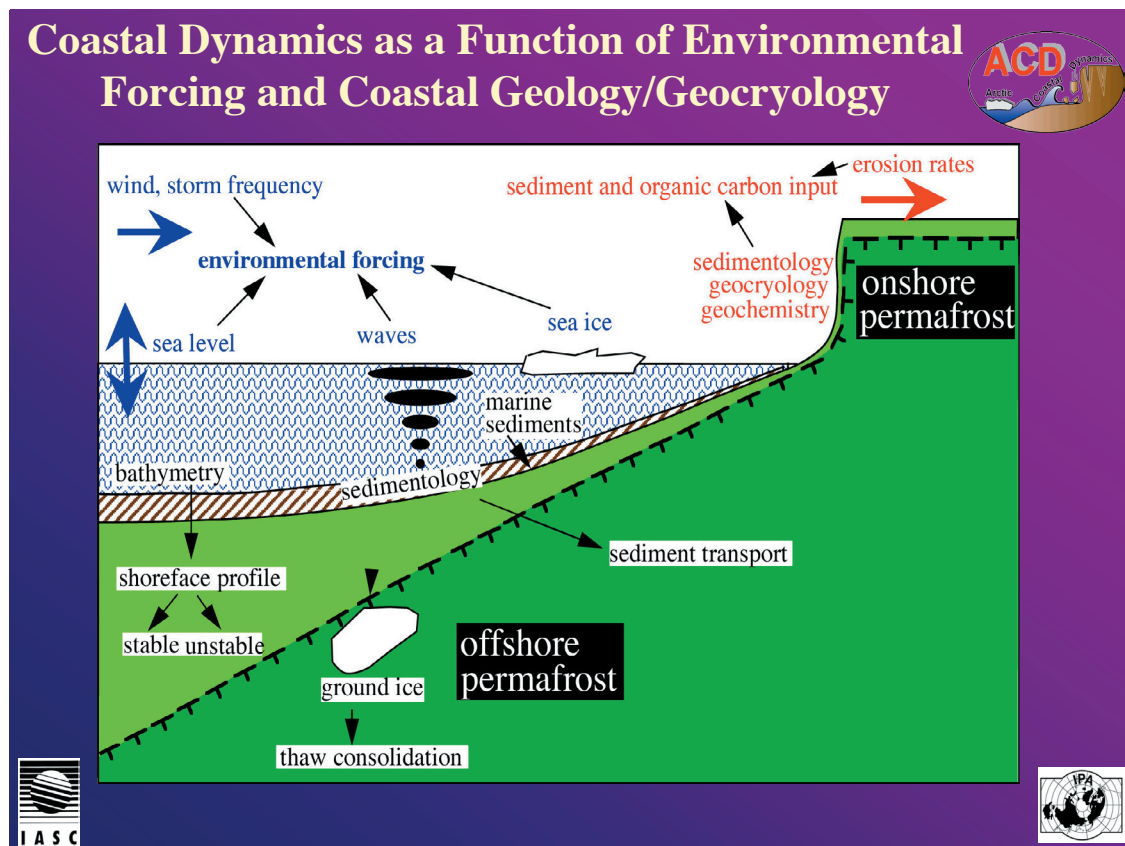 Coastal Dynamics as a Function of Environmental
Forcing and Coastal Geology/Geocryology
ACD
Arctic
Coastal
Dynamics
wind, storm frequency
environmental forcing
sea level
waves
sea ice
erosion rates
sediment and organic carbon input
sedimentology
geocryology
geochemistry
onshore
permafrost
marine
sediments
bathymetry
sedimentology
sediment transport
shoreface profile
stable unstable
ground ice
offshore
permafrost
thaw consolidation
IASC
IPA